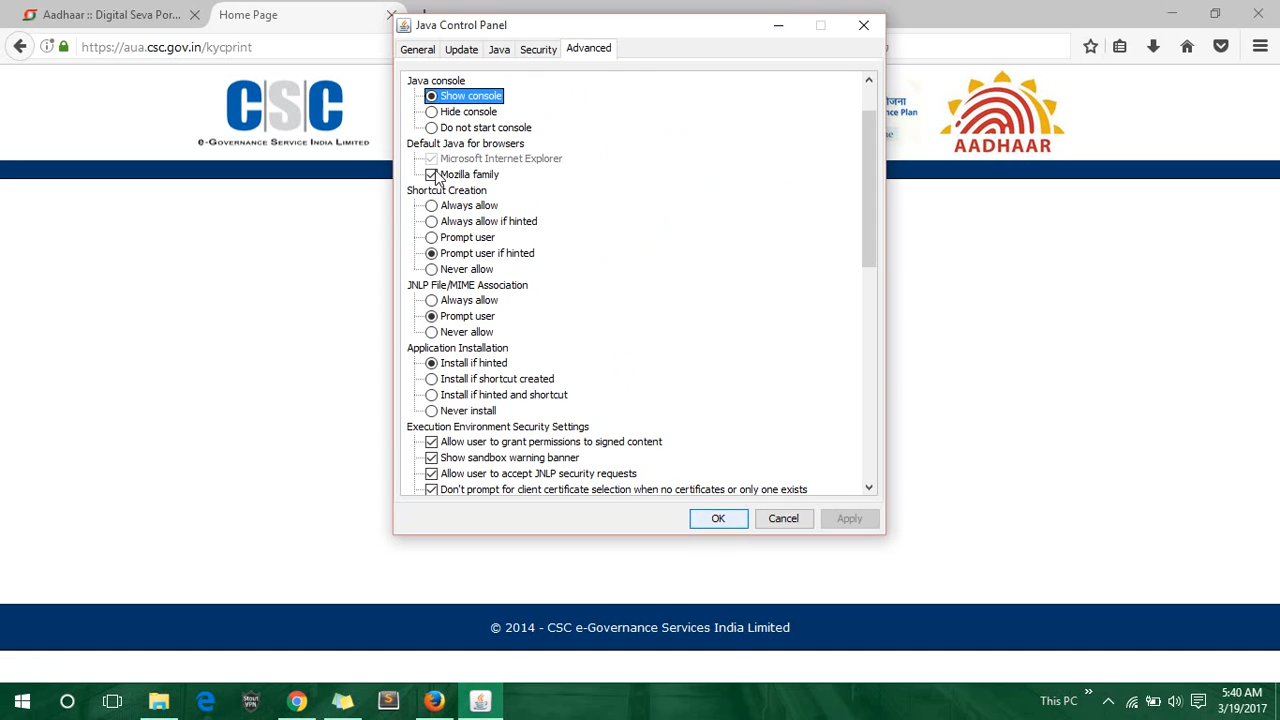 Aadhaar :: Digital Seva Por...
Home Page
Java Control Panel
https://aua.csc.gov.in/kycprint
General
Update
Java
Security
Advanced
CSC
e-GOVERNANCE SERVICE INDIA LIMITED
योजना
nce Plan
ne
AADHAAR
Java console
Show console
Hide console
Do not start console
Default Java for browsers
Microsoft Internet Explorer
Mozilla family
Shortcut Creation
Always allow
Always allow if hinted
Prompt user
Prompt user if hinted
Never allow
JNLP File/MIME Association
Always allow
Prompt user
Never allow
Application Installation
Install if hinted
Install if shortcut created
Install if hinted and shortcut
Never install
Execution Environment Security Settings
Allow user to grant permissions to signed content
Show sandbox warning banner
Allow user to accept JNLP security requests
Don't prompt for client certificate selection when no certificates or only one exists
OK
Cancel
Apply
© 2014 - CSC e-Governance Services India Limited
This PC
5:40 AM
3/19/2017